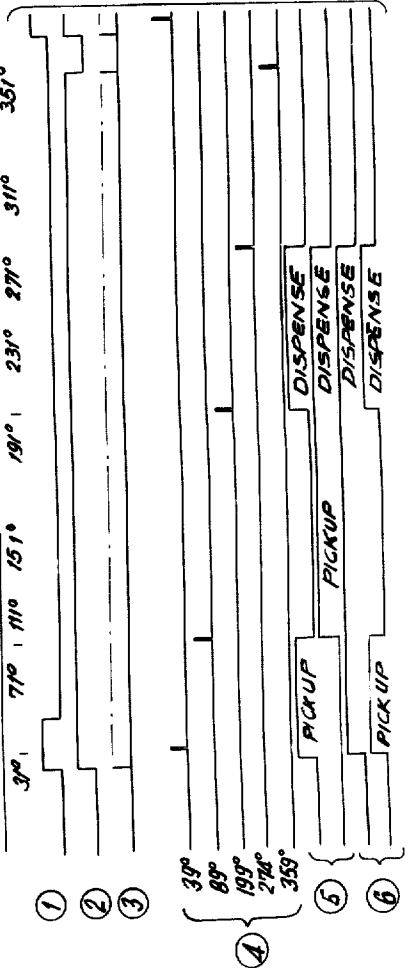 31° 71° 111° 151° 191° 231° 271° 311° 351°
1
2
3
39°
89°
199°
274°
359°
4
PICKUP DISPENSE
PICKUP DISPENSE
5
DISPENSE
PICKUP DISPENSE
6